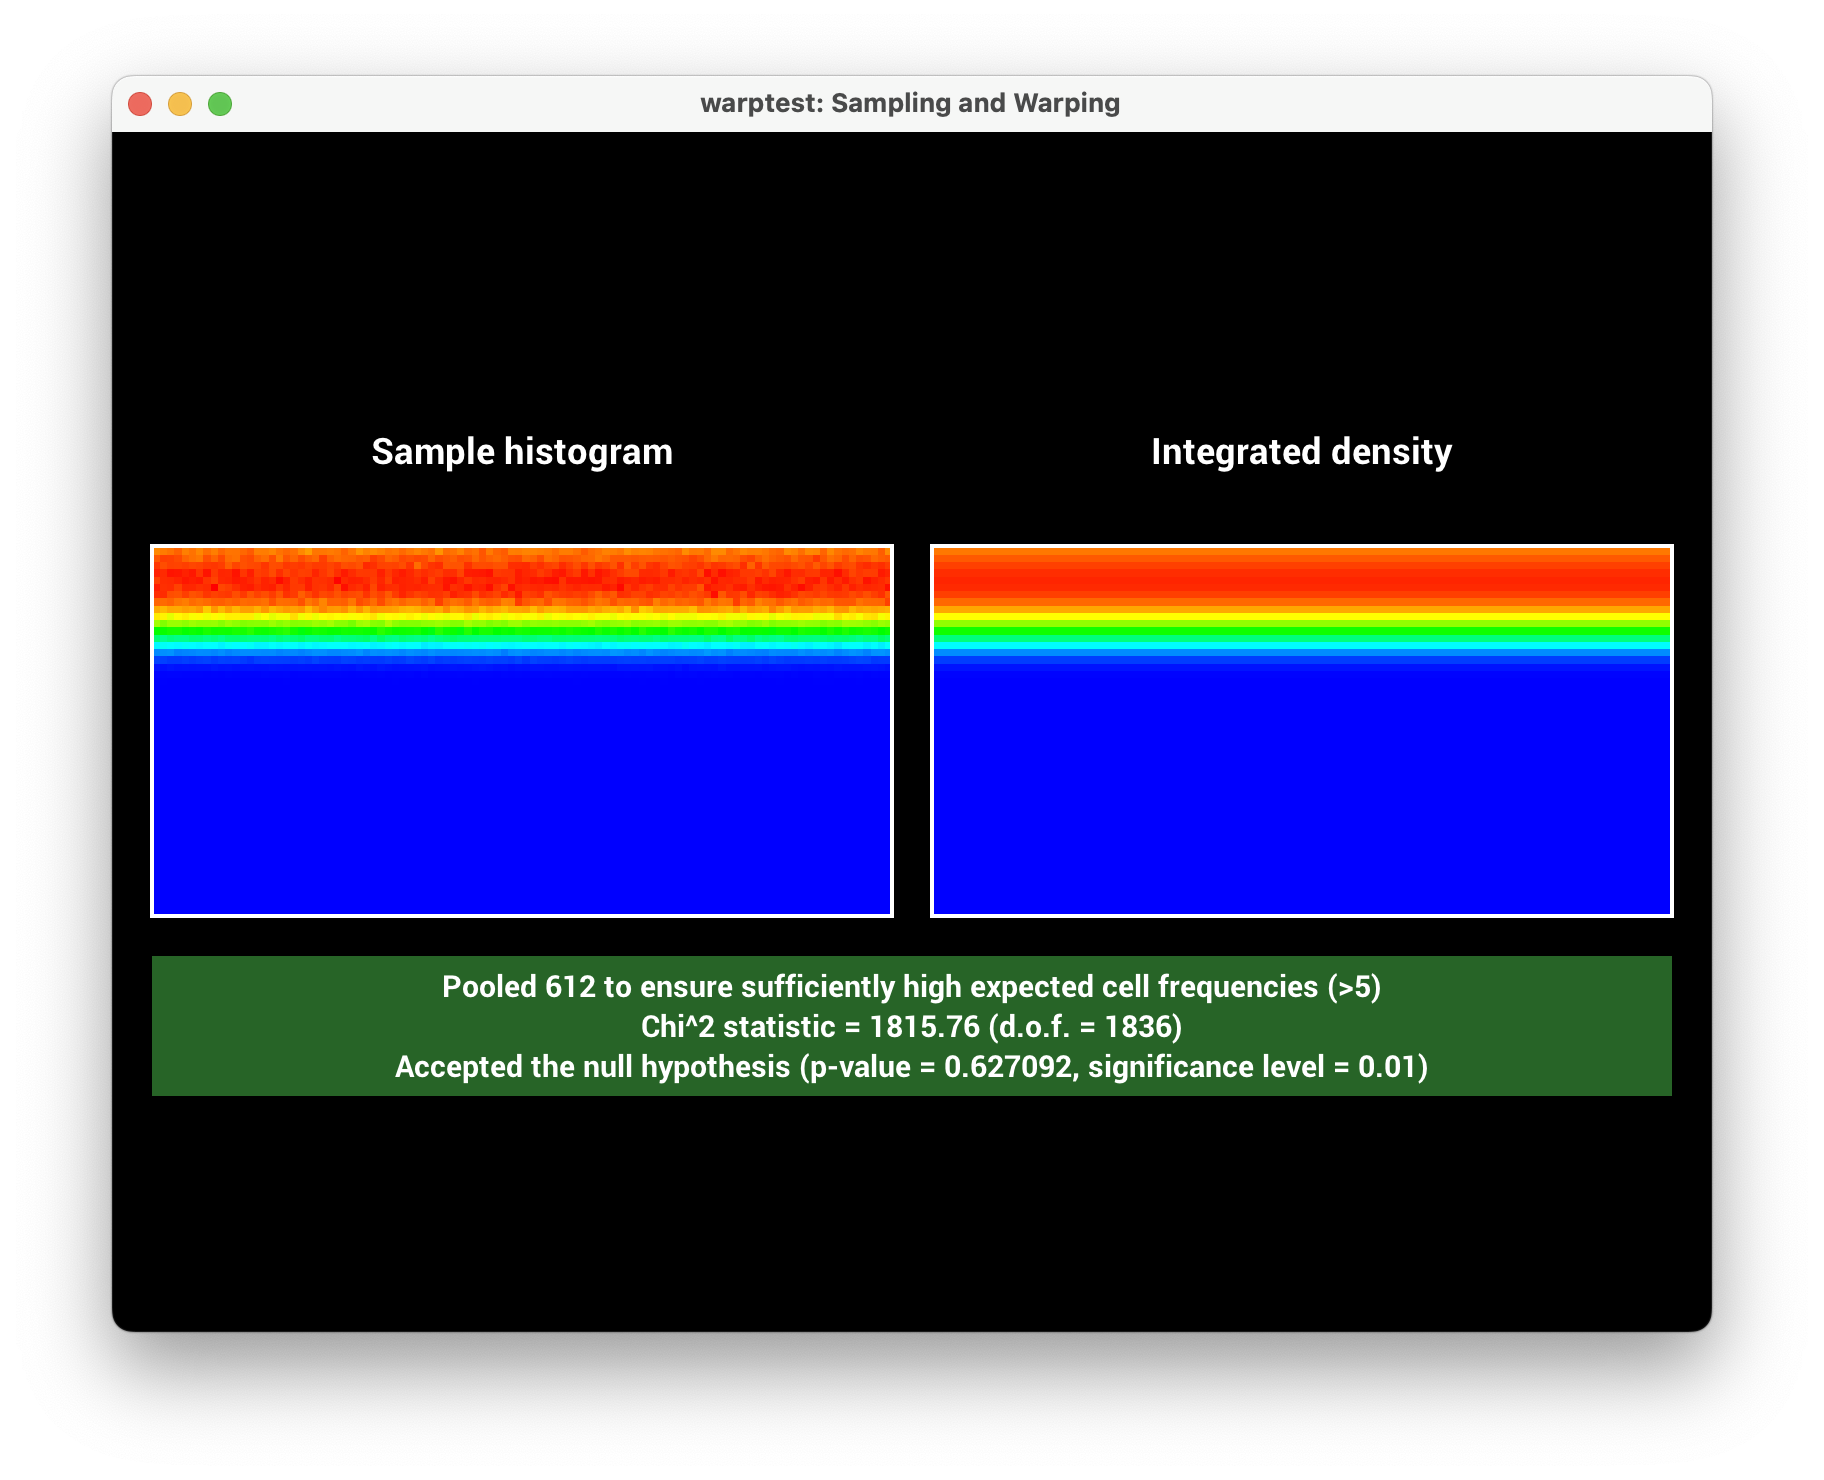 warptest: Sampling and Warping
Sample histogram
Integrated density
Pooled 612 to ensure sufficiently high expected cell frequencies (>5)
Chi^2 statistic = 1815.76 (d.o.f. = 1836)
Accepted the null hypothesis (p-value = 0.627092, significance level = 0.01)